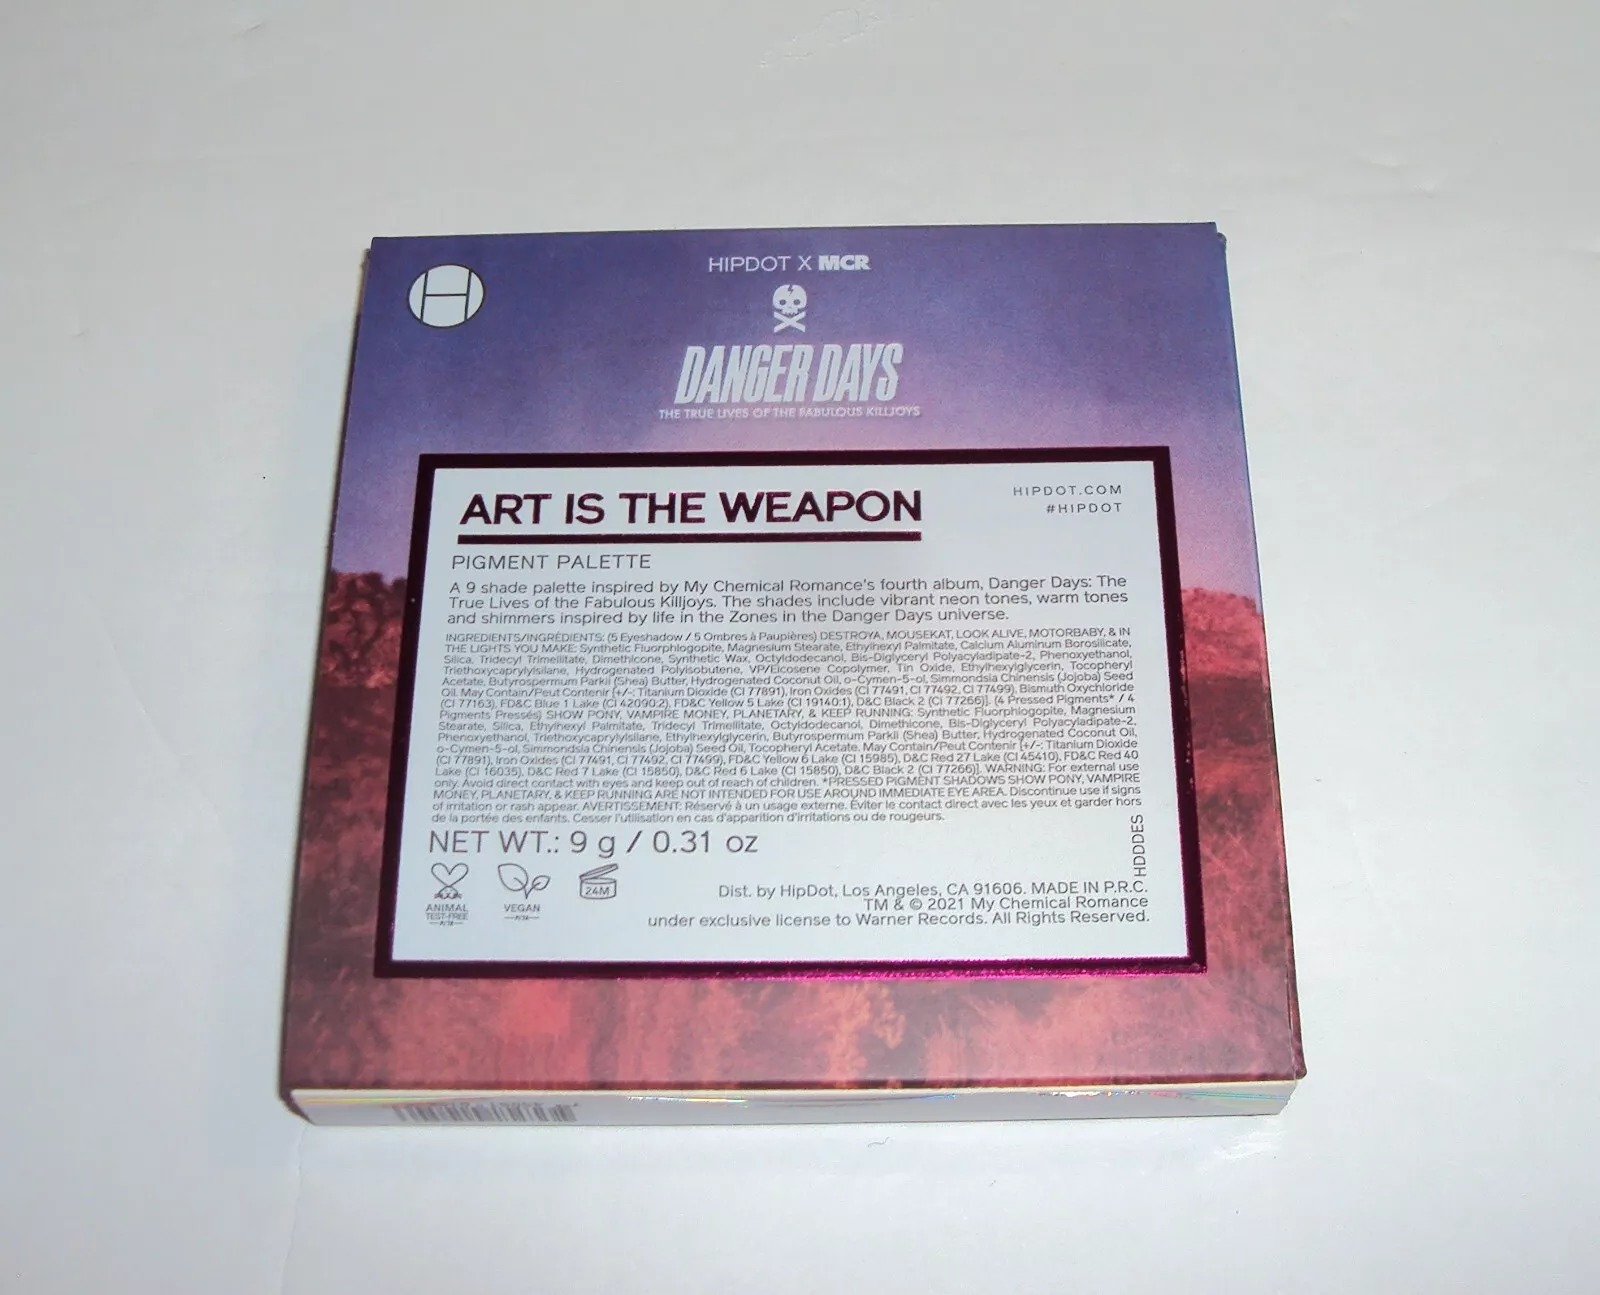 HIPDOT X MCR
DANGER DAYS
THE TRUE LIVES OF THE FABULOUS KILLJOYS
ART IS THE WEAPON
HIPDOT.COM
#HIPDOT
PIGMENT PALETTE
A 9 shade palette inspired by My Chemical Romance's fourth album, Danger Days: The
True Lives of the Fabulous Killjoys. The shades include vibrant neon tones, warm tones
and shimmers inspired by life in the Zones in the Danger Days universe.
INGREDIENTS/INGRÉDIENTS: (5 Eyeshadow / 5 Ombres à Paupières) DESTROYA, MOUSEKAT, LOOK ALIVE, MOTORBABY, & IN
THE LIGHTS YOU MAKE: Synthetic Fluorphlogopite, Magnesium Stearate, Ethylhexyl Palmitate, Calcium Aluminum Borosilicate,
Silica, Tridecyl Trimellitate, Dimethicone, Synthetic Wax, Octyldodecanol, Bis-Diglyceryl Polyacyladipate-2, Phenoxyethanol,
Triethoxycaprylylsilane, Hydrogenated Polyisobutene, VP/Eicosene Copolymer, Tin Oxide, Ethylhexylglycerin, Tocopheryl
Acetate, Butyrospermum Parkii (Shea) Butter, Hydrogenated Coconut Oil, o-Cymen-5-ol, Simmondsia Chinensis (Jojoba) Seed
Oil. May Contain/Peut Contenir [+/-: Titanium Dioxide (CI 77891), Iron Oxides (CI 77491, CI 77492, CI 77499), Bismuth Oxychloride
(CI 77163), FD&C Blue 1 Lake (CI 42090:2), FD&C Yellow 5 Lake (CI 19140:1), D&C Black 2 (CI 77266)]. (4 Pressed Pigments* / 4
Pigments Pressés) SHOW PONY, VAMPIRE MONEY, PLANETARY, & KEEP RUNNING: Synthetic Fluorphlogopite, Magnesium
Stearate, Silica, Ethylhexyl Palmitate, Tridecyl Trimellitate, Octyldodecanol, Dimethicone, Bis-Diglyceryl Polyacyladipate-2,
Phenoxyethanol, Triethoxycaprylylsilane, Ethylhexylglycerin, Butyrospermum Parkii (Shea) Butter, Hydrogenated Coconut Oil,
o-Cymen-5-ol, Simmondsia Chinensis (Jojoba) Seed Oil, Tocopheryl Acetate. May Contain/Peut Contenir [+/-: Titanium Dioxide
(CI 77891), Iron Oxides (CI 77491, CI 77492, CI 77499), FD&C Yellow 6 Lake (CI 15985), D&C Red 27 Lake (CI 45410), FD&C Red 40
Lake (CI 16035), D&C Red 7 Lake (CI 15850), D&C Red 6 Lake (CI 15850), D&C Black 2 (CI 77266)]. WARNING: For external use
only. Avoid direct contact with eyes and keep out of reach of children. *PRESSED PIGMENT SHADOWS SHOW PONY, VAMPIRE
MONEY, PLANETARY, & KEEP RUNNING ARE NOT INTENDED FOR USE AROUND IMMEDIATE EYE AREA. Discontinue use if signs
of irritation or rash appear. AVERTISSEMENT: Réservé à un usage externe. Éviter le contact direct avec les yeux et garder hors
de la portée des enfants. Cesser l'utilisation en cas d'apparition d'irritations ou de rougeurs.
NET WT.: 9 g / 0.31 oz
HDDDES
24M
ANIMAL
TEST-FREE
PETA
VEGAN
PETA
Dist. by HipDot, Los Angeles, CA 91606. MADE IN P.R.C.
TM & © 2021 My Chemical Romance
under exclusive license to Warner Records. All Rights Reserved.